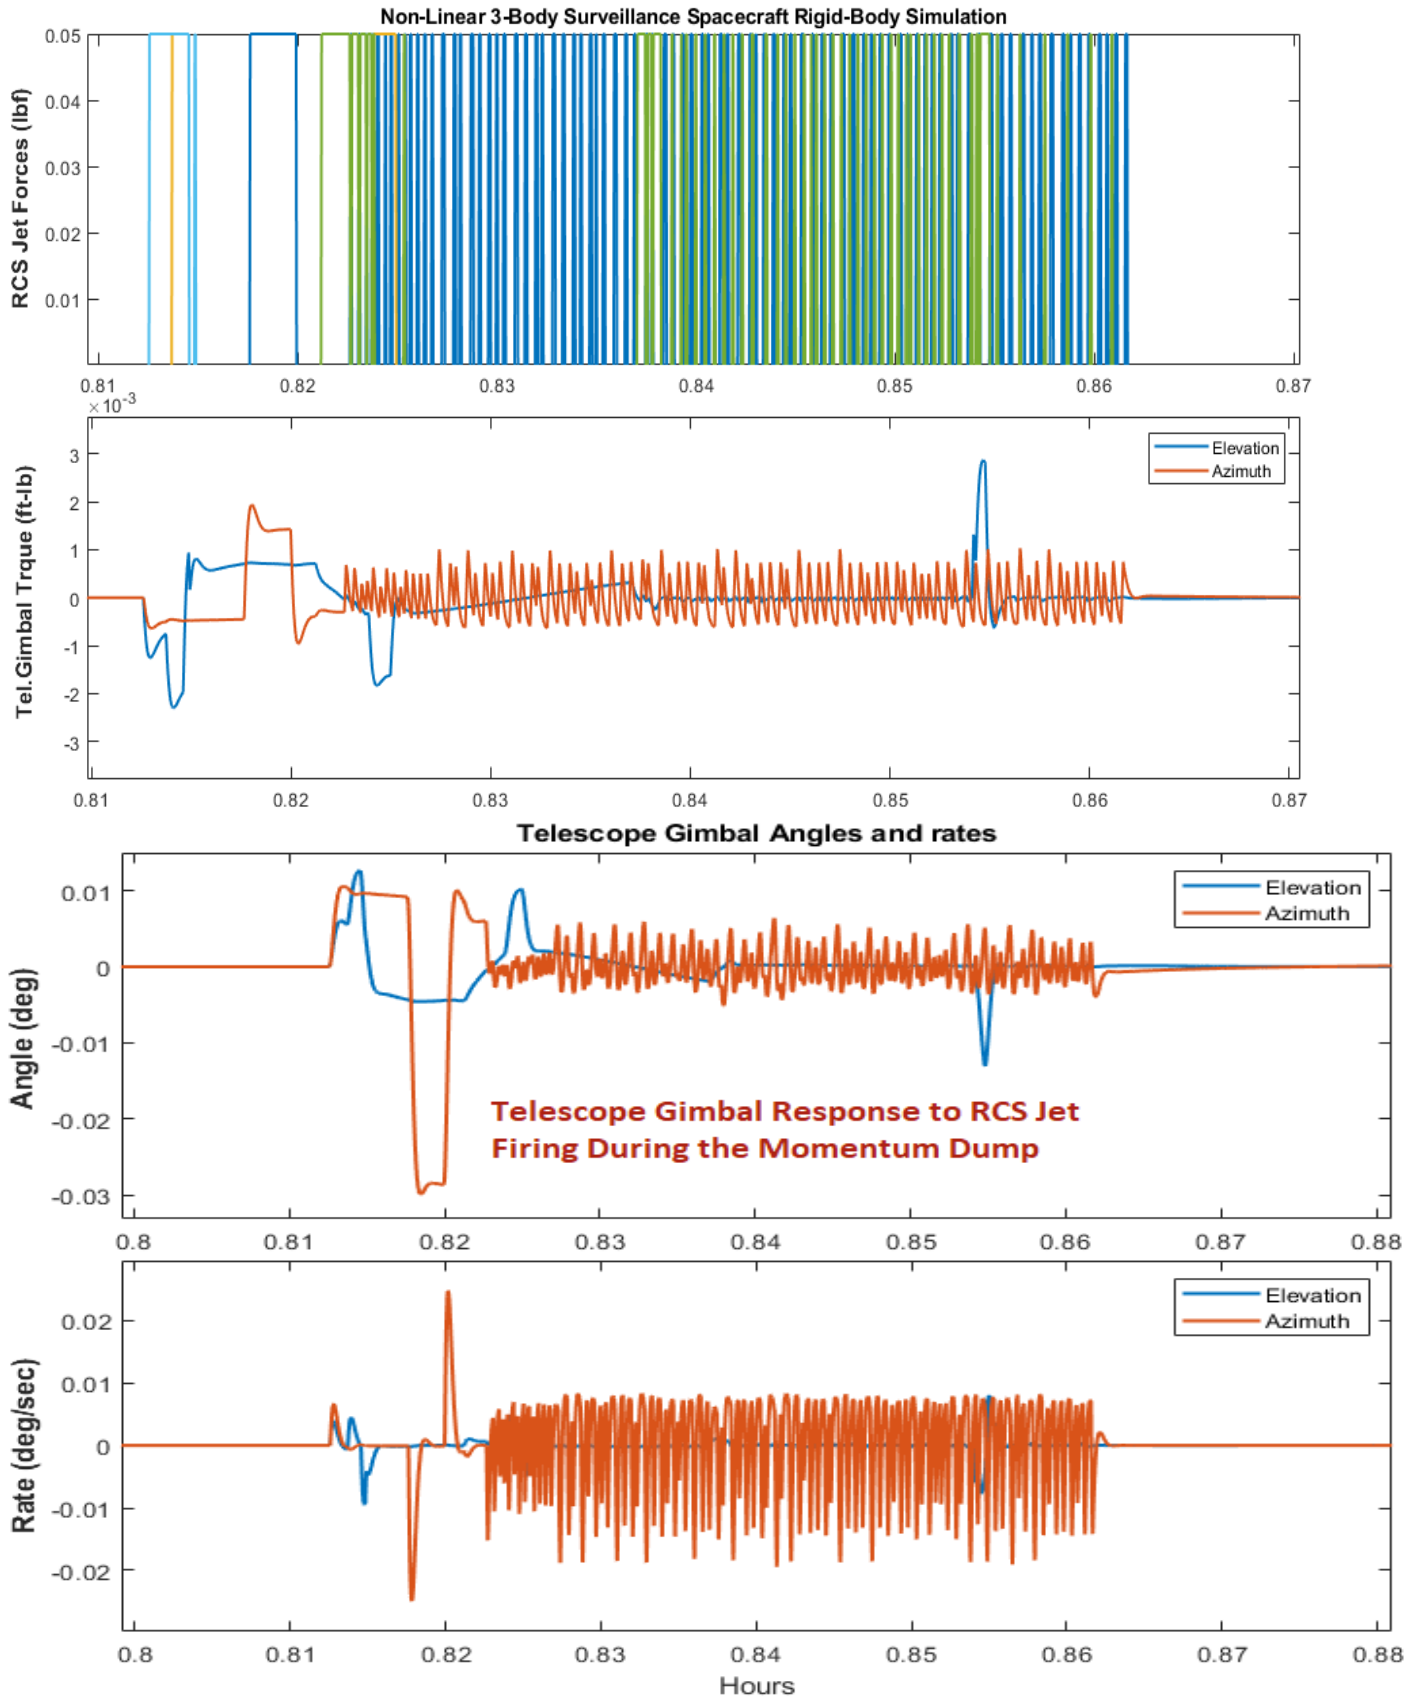 Non-Linear 3-Body Surveillance Spacecraft Rigid-Body Simulation
RCS Jet Forces (lbf)
0.05
0.04
0.03
0.02
0.01
0.81 0.82 0.83 0.84 0.85 0.86 0.87
×10-3
Tel.Gimbal Trque (ft-lb)
3
2
1
0
-1
-2
-3
Elevation
Azimuth
0.81 0.82 0.83 0.84 0.85 0.86 0.87
Telescope Gimbal Angles and rates
Angle (deg)
0.01
0
-0.01
-0.02
-0.03
Elevation
Azimuth
Telescope Gimbal Response to RCS Jet
Firing During the Momentum Dump
0.8 0.81 0.82 0.83 0.84 0.85 0.86 0.87 0.88
Rate (deg/sec)
0.02
0.01
0
-0.01
-0.02
Elevation
Azimuth
0.8 0.81 0.82 0.83 0.84 0.85 0.86 0.87 0.88
Hours